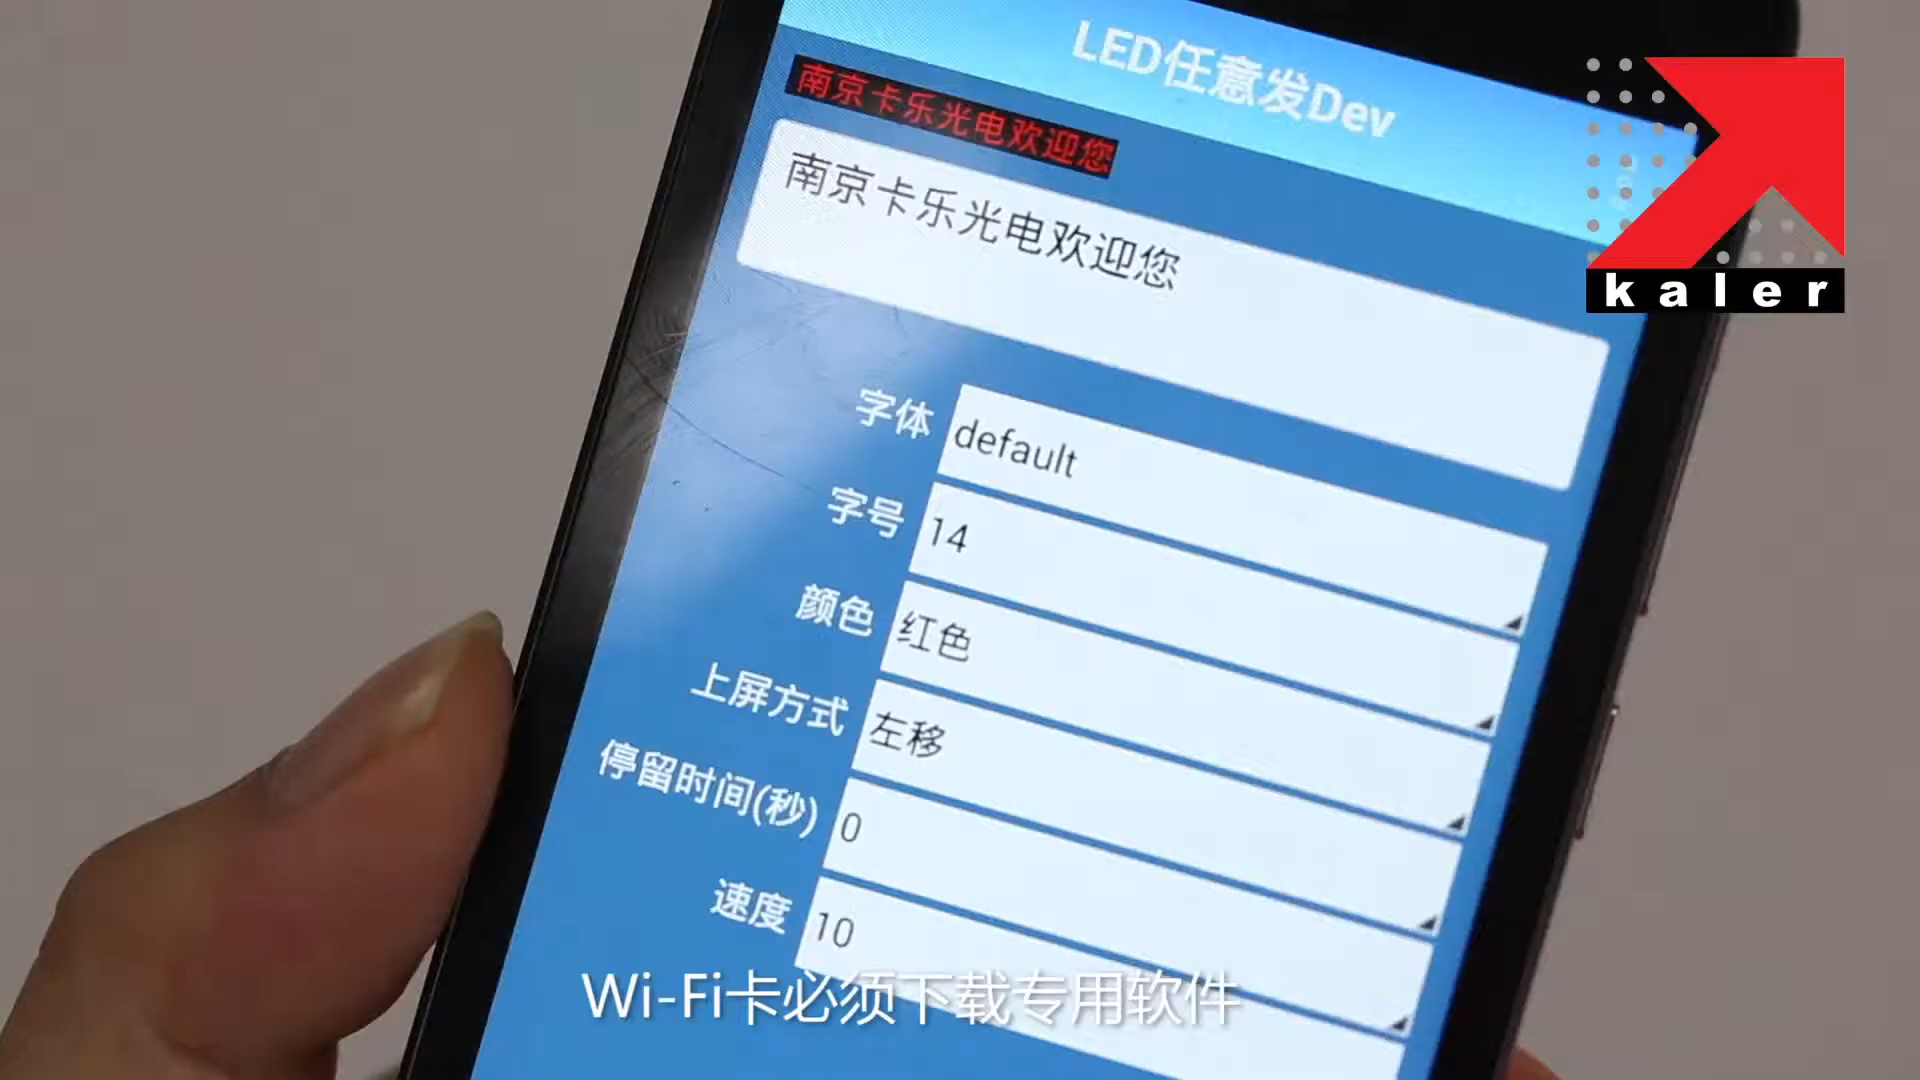 LED任意发Dev
南京卡乐光电欢迎您
南京卡乐光电欢迎您
字体 default
字号 14
颜色 红色
上屏方式 左移
停留时间(秒) 0
速度 10
kaler
Wi-Fi卡必须下载专用软件